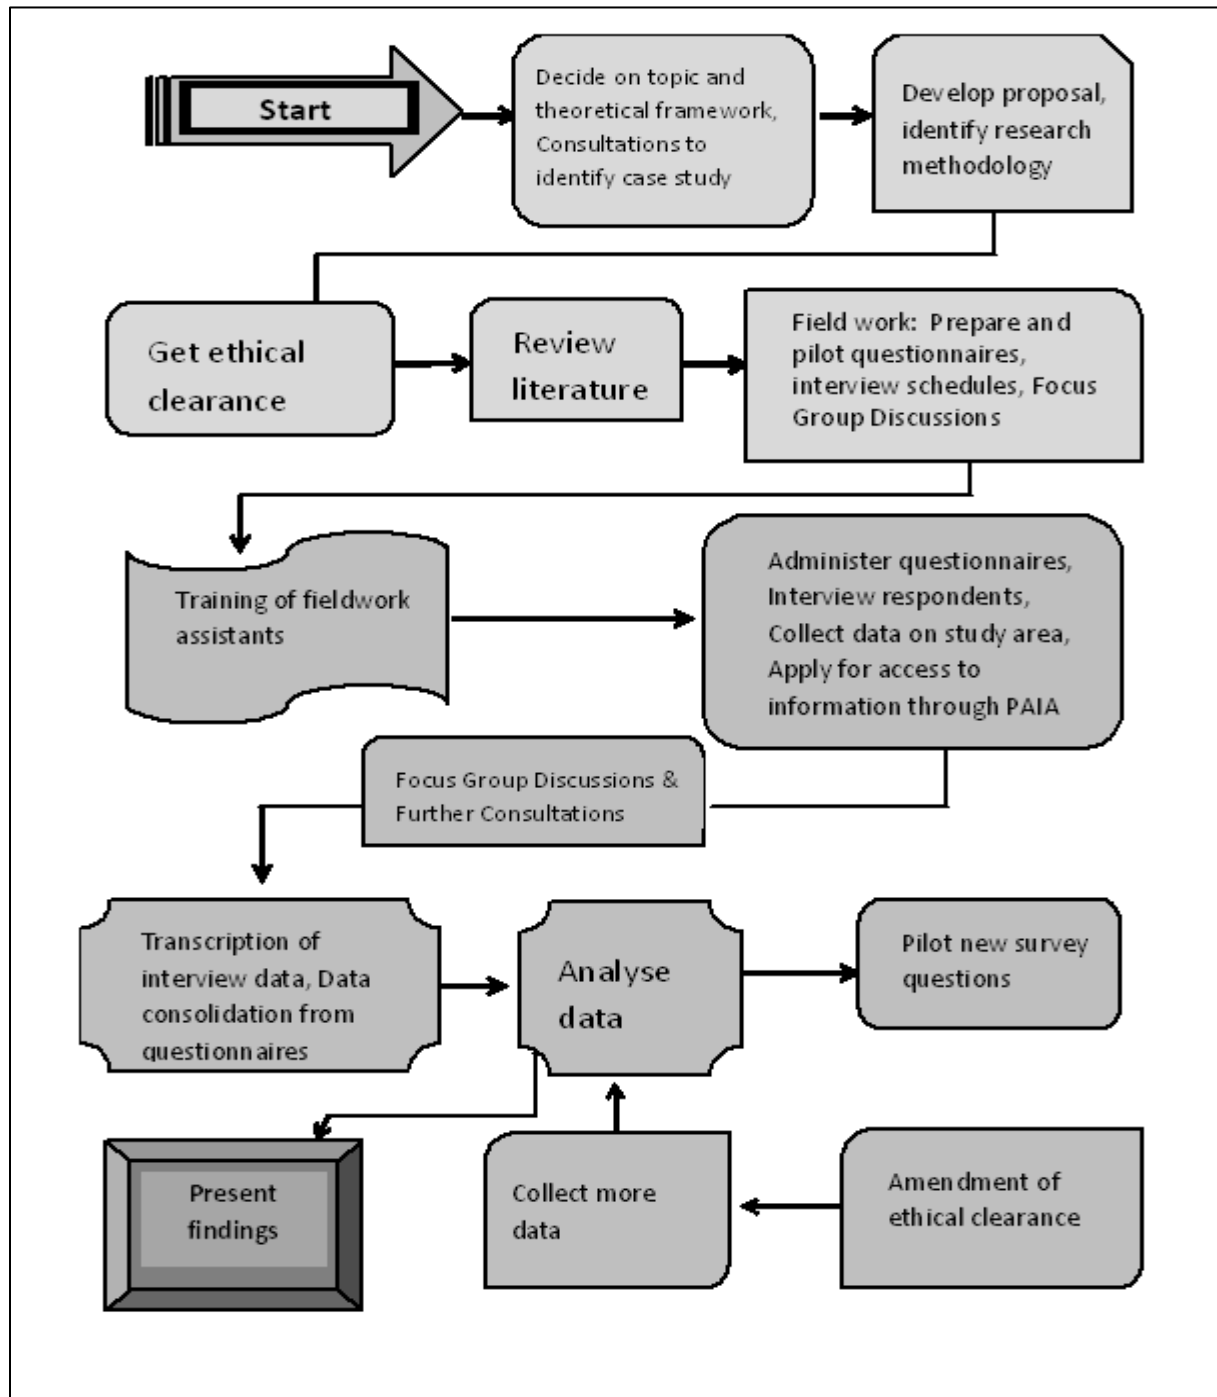 Start
Decide on topic and
theoretical framework,
Consultations to
identify case study
Develop proposal,
identify research
methodology
Get ethical
clearance
Review
literature
Field work:  Prepare and
pilot questionnaires,
interview schedules, Focus
Group Discussions
Training of fieldwork
assistants
Administer questionnaires,
Interview respondents,
Collect data on study area,
Apply for access to
information through PAIA
Focus Group Discussions &
Further Consultations
Transcription of
interview data, Data
consolidation from
questionnaires
Analyse
data
Pilot new survey
questions
Present
findings
Collect more
data
Amendment of
ethical clearance